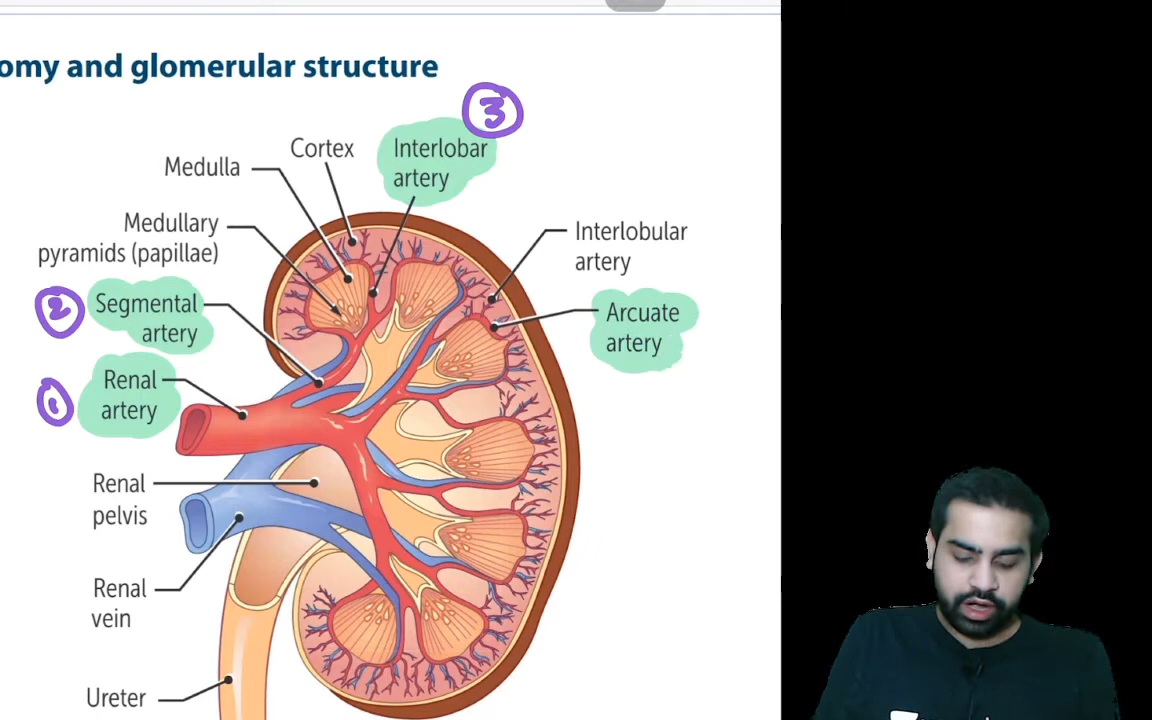 omy and glomerular structure
3
Cortex
Interlobar
artery
Medulla
Medullary
pyramids (papillae)
Interlobular
artery
2
Segmental
artery
Arcuate
artery
1
Renal
artery
Renal
pelvis
Renal
vein
Ureter